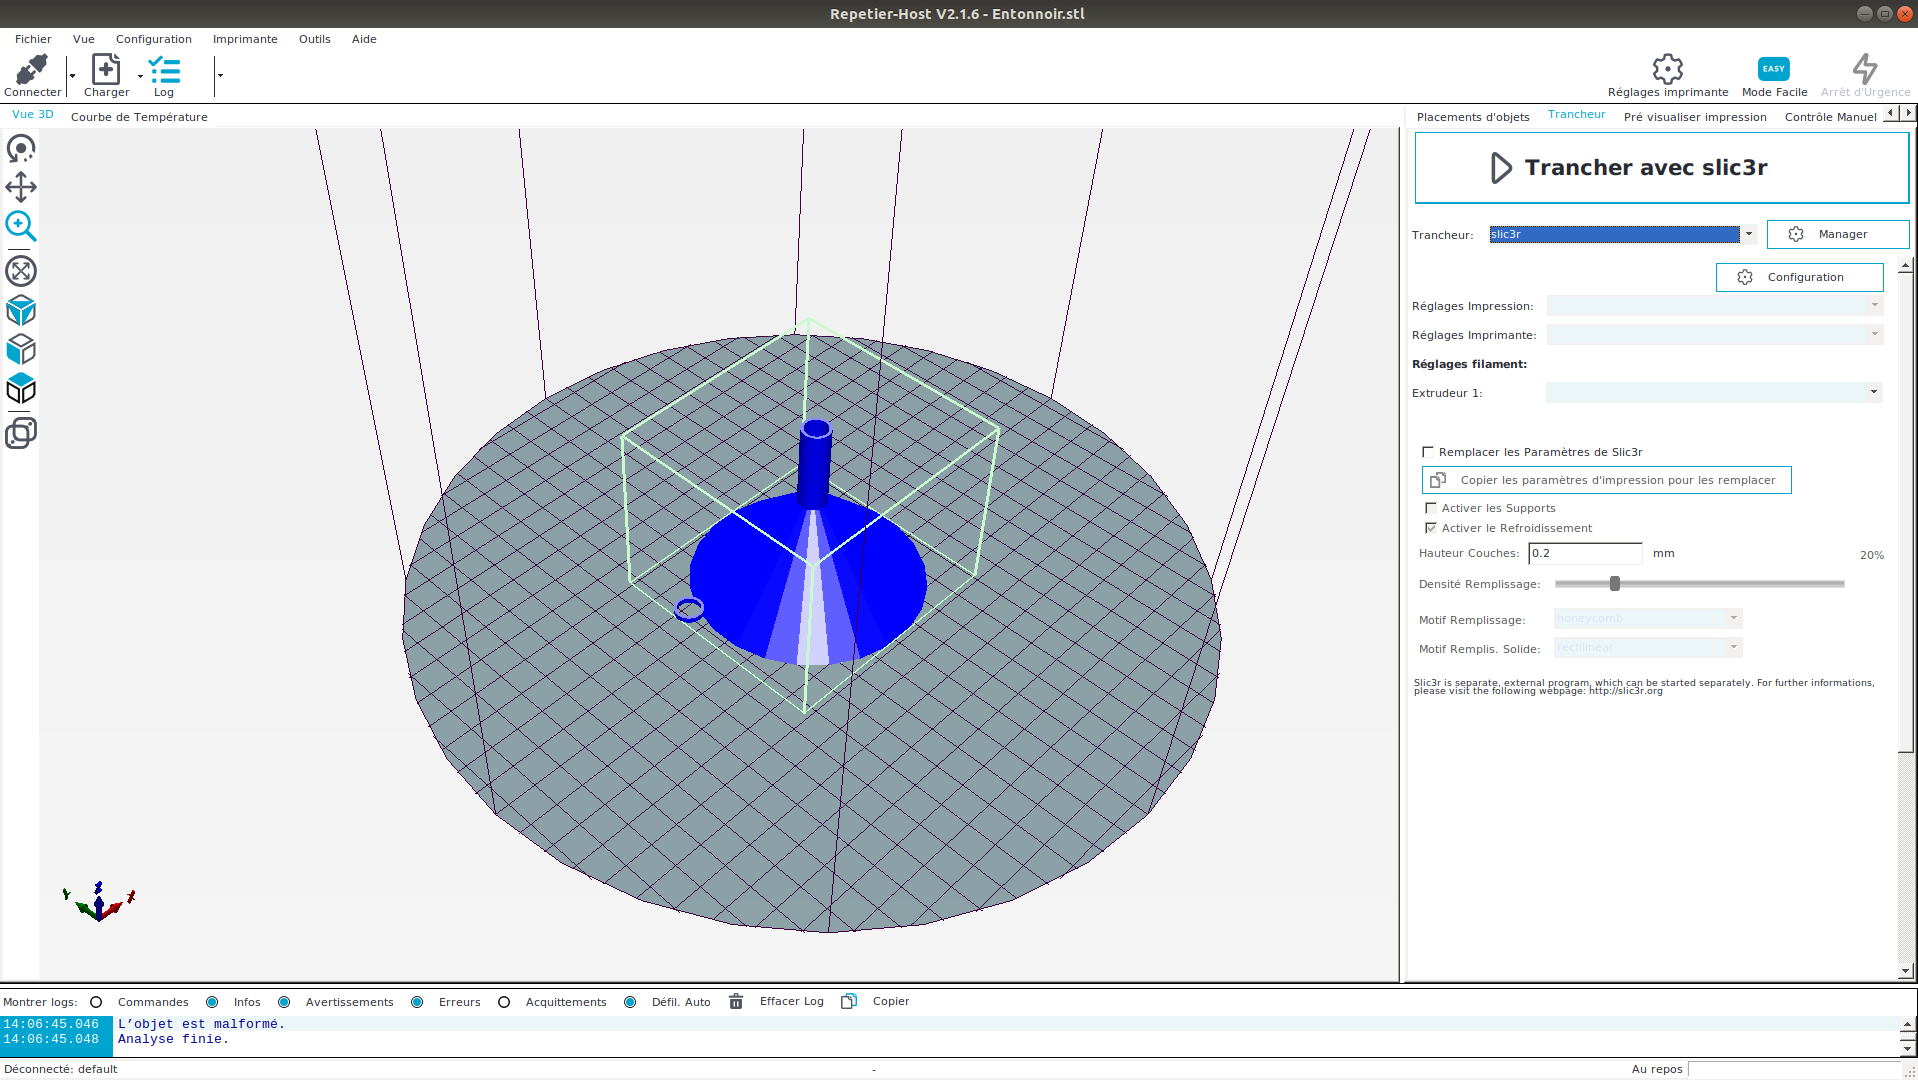 Repetier-Host V2.1.6 - Entonnoir.stl
Fichier Vue Configuration Imprimante Outils Aide
Connecter Charger Log Réglages imprimante EASY Mode Facile Arrêt d'Urgence
Vue 3D Courbe de Température
Placements d'objets Trancheur Pré visualiser impression Contrôle Manuel
Trancher avec slic3r
Trancheur: slic3r Manager
Configuration
Réglages Impression:
Réglages Imprimante:
Réglages filament:
Extrudeur 1:
Remplacer les Paramètres de Slic3r
Copier les paramètres d'impression pour les remplacer
Activer les Supports
Activer le Refroidissement
Hauteur Couches: 0.2 mm 20%
Densité Remplissage:
Motif Remplissage: honeycomb
Motif Remplis. Solide: rectilinear
Slic3r is separate, external program, which can be started separately. For further informations,
please visit the following webpage: http://slic3r.org
Y Z X
Montrer logs: Commandes Infos Avertissements Erreurs Acquittements Défil. Auto Effacer Log Copier
14:06:45.046 L'objet est malformé.
14:06:45.048 Analyse finie.
Déconnecté: default - Au repos